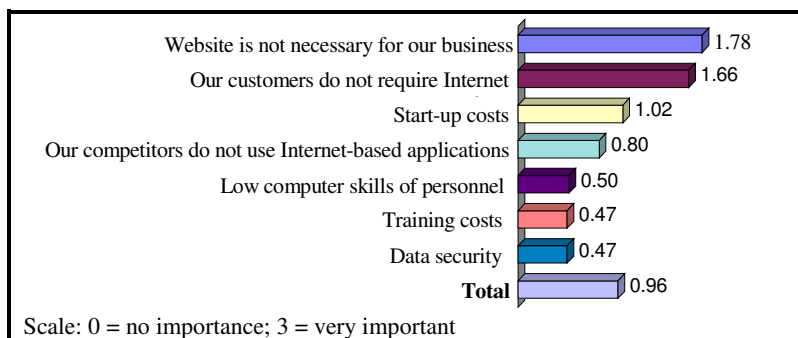 Website is not necessary for our business 1.78
Our customers do not require Internet 1.66
Start-up costs 1.02
Our competitors do not use Internet-based applications 0.80
Low computer skills of personnel 0.50
Training costs 0.47
Data security 0.47
Total 0.96
Scale: 0 = no importance; 3 = very important